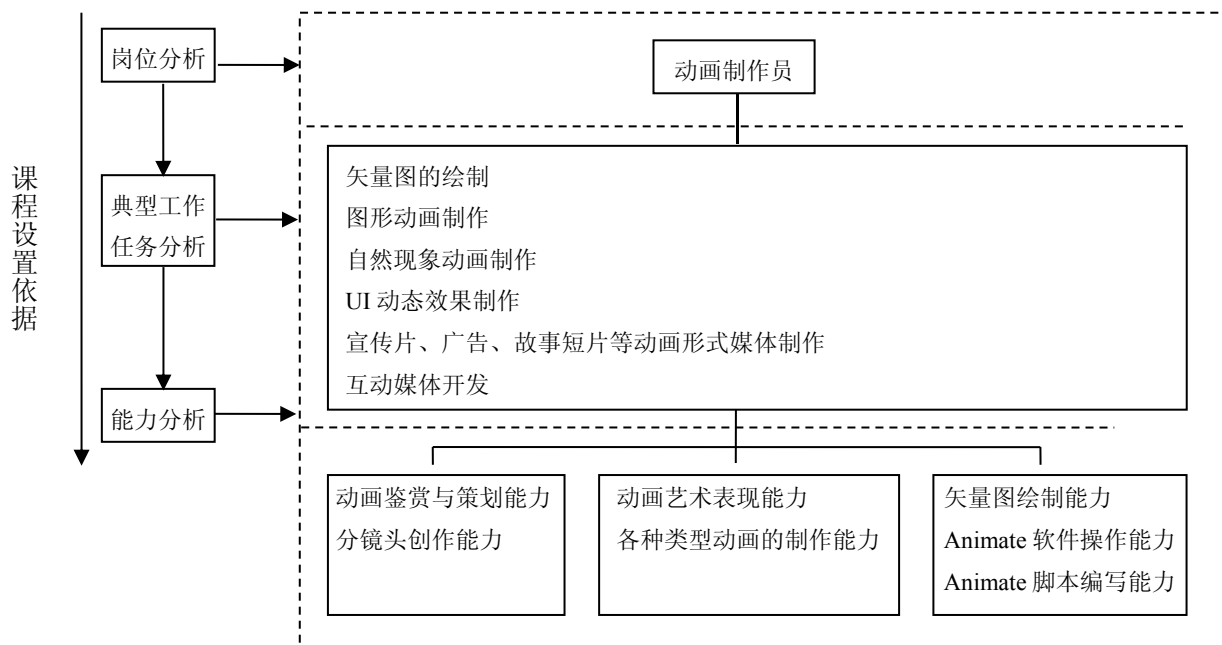 课程设置依据
岗位分析
动画制作员
典型工作
任务分析
矢量图的绘制
图形动画制作
自然现象动画制作
UI 动态效果制作
宣传片、广告、故事短片等动画形式媒体制作
互动媒体开发
能力分析
动画鉴赏与策划能力
分镜头创作能力
动画艺术表现能力
各种类型动画的制作能力
矢量图绘制能力
Animate 软件操作能力
Animate 脚本编写能力